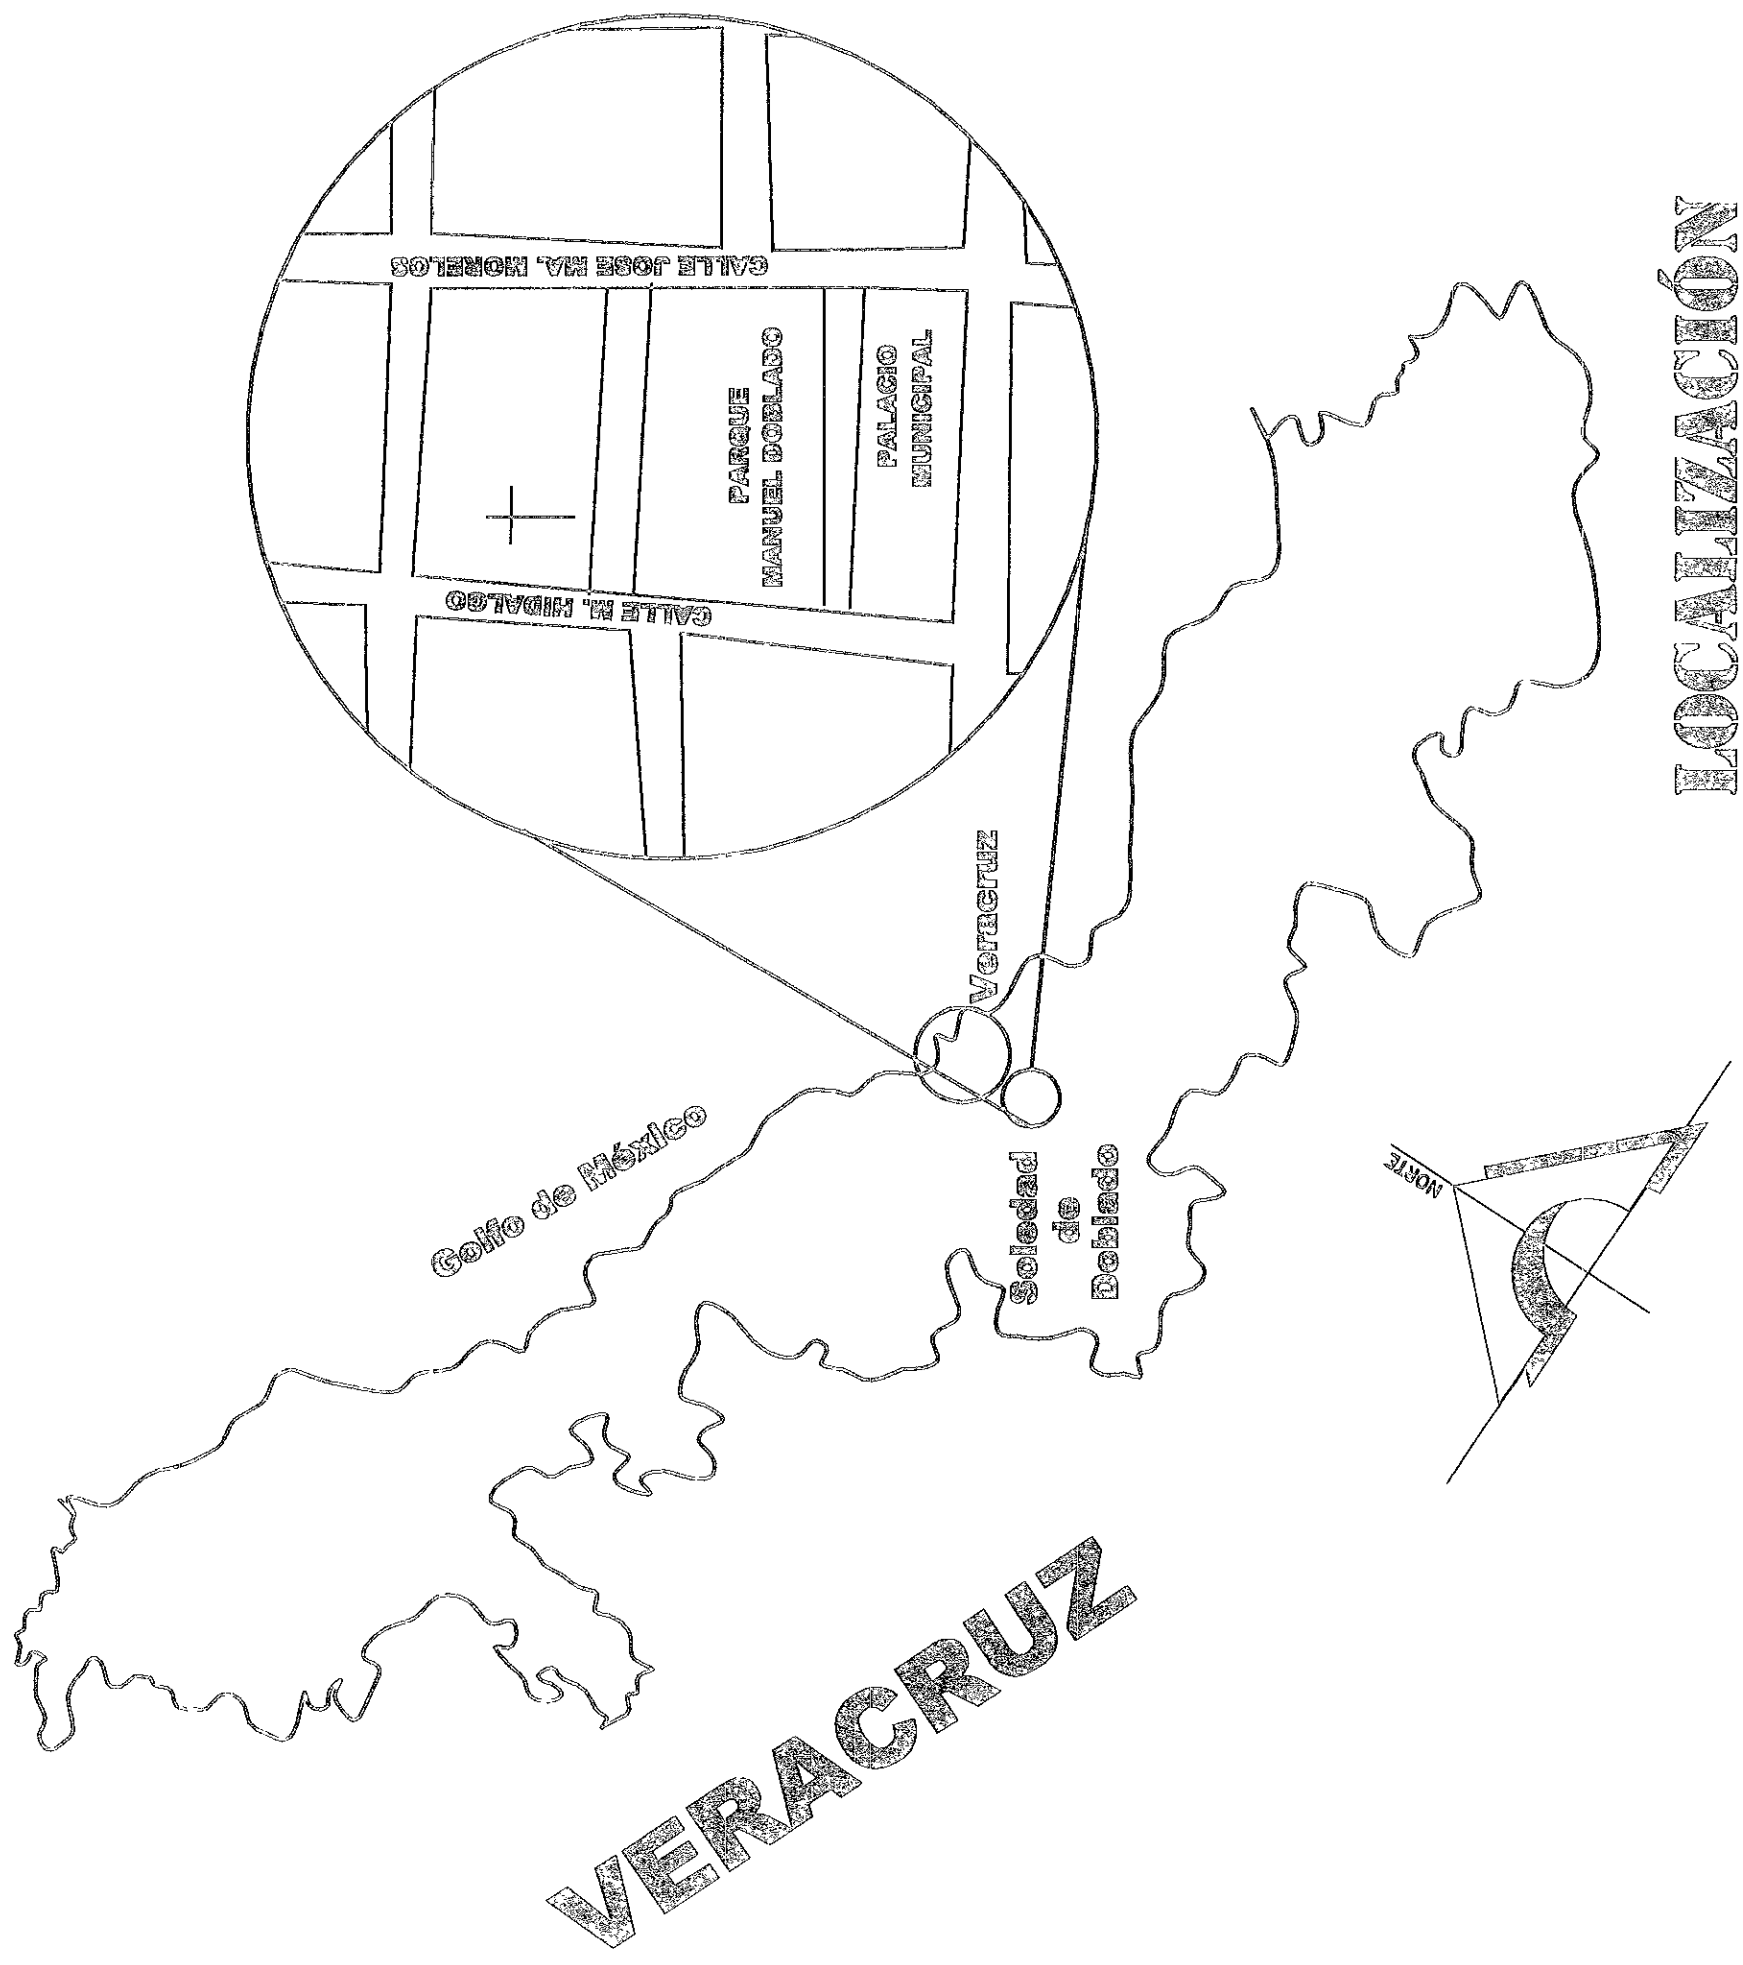 LOCALIZACIÓN
CALLE JOSE MA. MORELOS
PARQUE
MANUEL DOBLADO
PALACIO
MUNICIPAL
CALLE M. HIDALGO
Veracruz
Golfo de México
Soledad
de
Doblado
NORTE
VERACRUZ